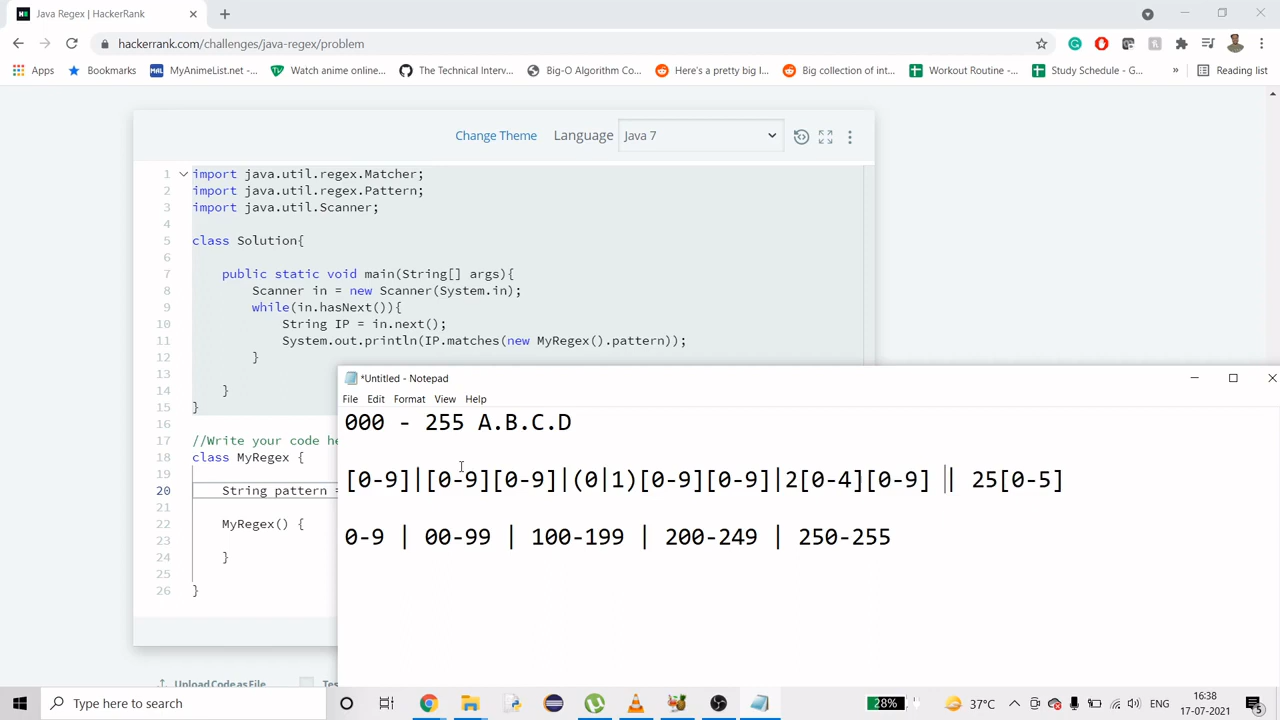 Java Regex | HackerRank
hackerrank.com/challenges/java-regex/problem
Apps Bookmarks MyAnimeList.net -... Watch anime online... The Technical Interv... Big-O Algorithm Co... Here's a pretty big l... Big collection of int... Workout Routine -... Study Schedule - G... » Reading list
Change Theme Language Java 7
1 import java.util.regex.Matcher;
2 import java.util.regex.Pattern;
3 import java.util.Scanner;
4
5 class Solution{
6
7 public static void main(String[] args){
8 Scanner in = new Scanner(System.in);
9 while(in.hasNext()){
10 String IP = in.next();
11 System.out.println(IP.matches(new MyRegex().pattern));
12 }
13
14 }
15 }
16
17 //Write your code he
18 class MyRegex {
19
20 String pattern =
21
22 MyRegex() {
23
24 }
25
26 }
Upload Code as File Tes
*Untitled - Notepad
File Edit Format View Help
000 - 255 A.B.C.D
[0-9]|[0-9][0-9]|(0|1)[0-9][0-9]|2[0-4][0-9] | 25[0-5]
0-9 | 00-99 | 100-199 | 200-249 | 250-255
Type here to search
28% 37°C ENG 16:38
17-07-2021 5